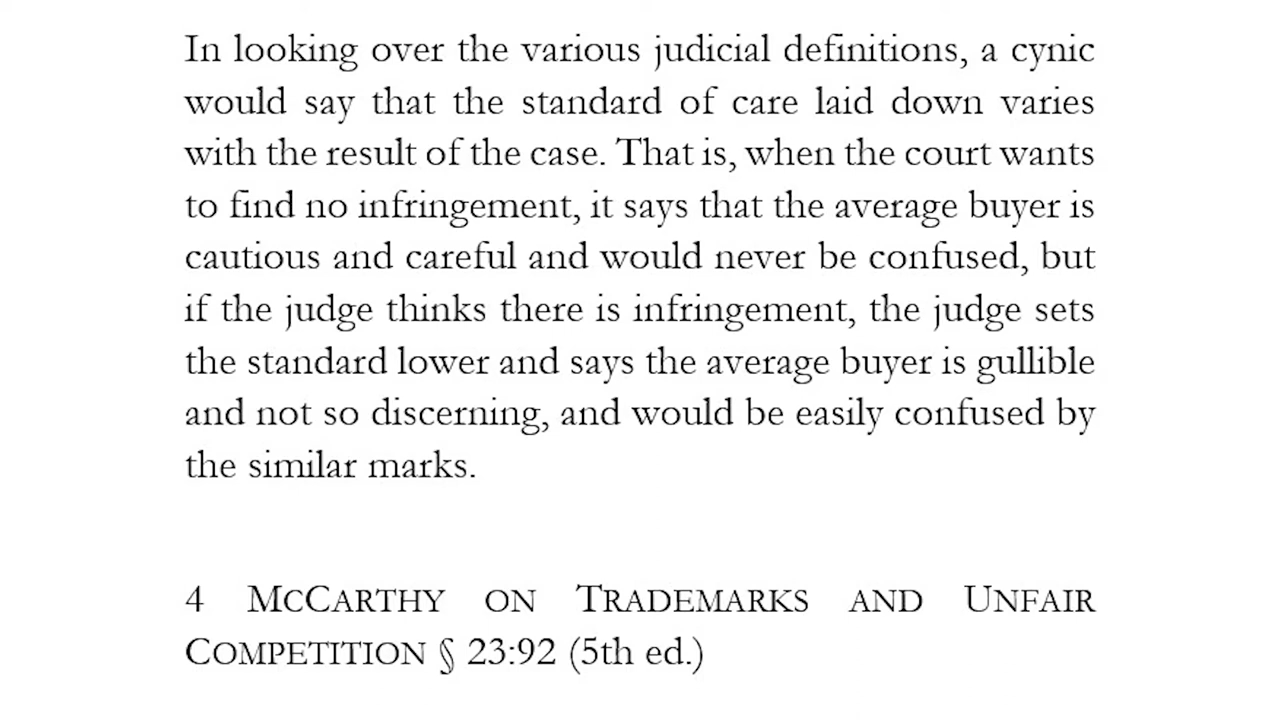 In looking over the various judicial definitions, a cynic
would say that the standard of care laid down varies
with the result of the case. That is, when the court wants
to find no infringement, it says that the average buyer is
cautious and careful and would never be confused, but
if the judge thinks there is infringement, the judge sets
the standard lower and says the average buyer is gullible
and not so discerning, and would be easily confused by
the similar marks.
4 MCCARTHY ON TRADEMARKS AND UNFAIR
COMPETITION § 23:92 (5th ed.)